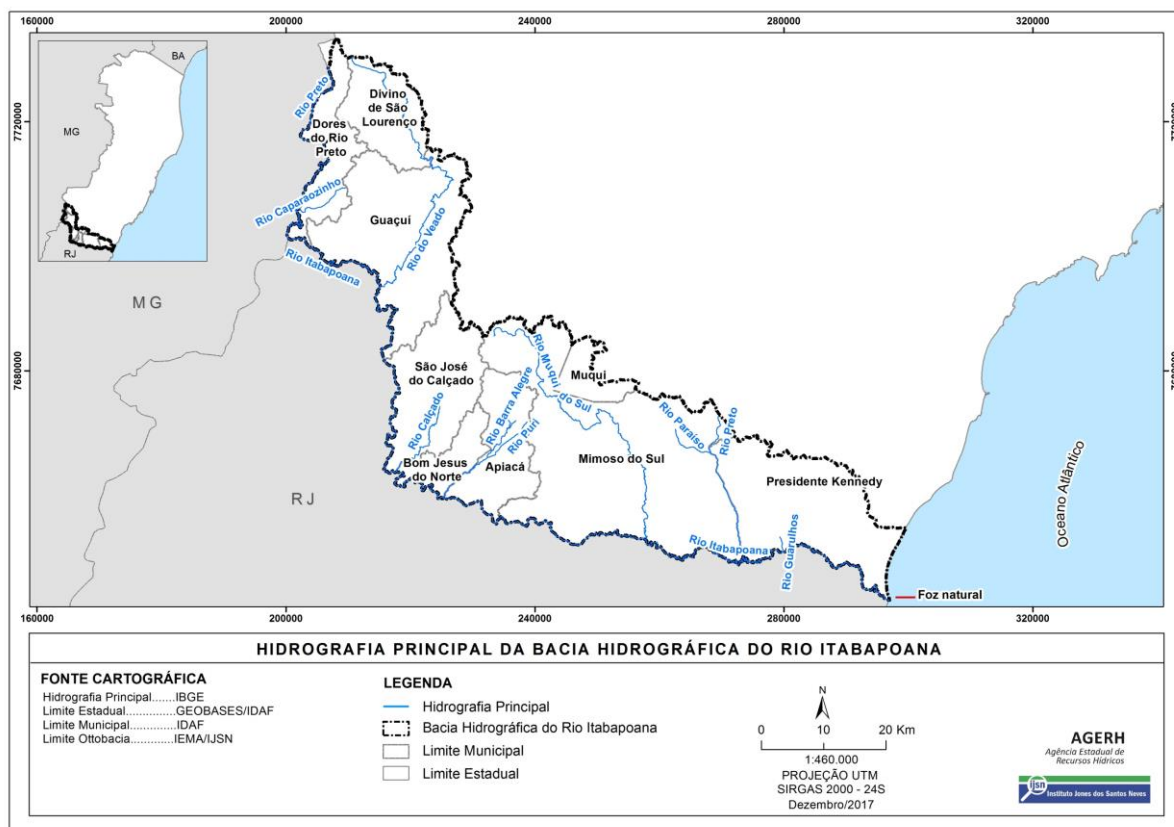 160000
200000
240000
280000
320000
7720000
7720000
7680000
7680000
BA
MG
RJ
Rio Preto
Divino
de São
Lourenço
Dores
do Rio
Preto
Rio Caparaozinho
Guaçuí
Rio do Veado
Rio Itabapoana
MG
São José
do Calçado
Rio Muqui do Sul
Muqui
Rio Calçado
Rio Barra Alegre
Rio Puri
Rio Paraíso
Rio Preto
Bom Jesus
do Norte
Apiacá
Mimoso do Sul
Presidente Kennedy
RJ
Rio Itabapoana
Rio Guarulhos
Oceano Atlântico
Foz natural
160000
200000
240000
280000
320000
HIDROGRAFIA PRINCIPAL DA BACIA HIDROGRÁFICA DO RIO ITABAPOANA
FONTE CARTOGRÁFICA
Hidrografia Principal.......IBGE
Limite Estadual..............GEOBASES/IDAF
Limite Municipal.............IDAF
Limite Ottobacia............IEMA/IJSN
LEGENDA
Hidrografia Principal
Bacia Hidrográfica do Rio Itabapoana
Limite Municipal
Limite Estadual
N
0 10 20 Km
1:460.000
PROJEÇÃO UTM
SIRGAS 2000 - 24S
Dezembro/2017
AGERH
Agência Estadual de
Recursos Hídricos
ijsn
Instituto Jones dos Santos Neves